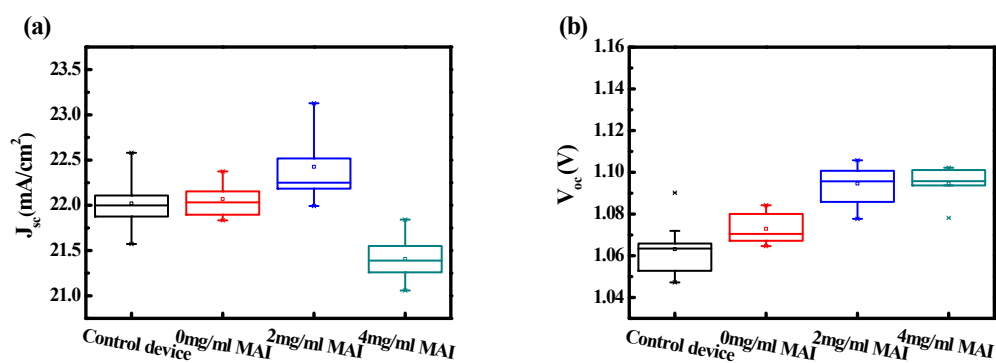 (a)
J_sc(mA/cm²)
23.5
23.0
22.5
22.0
21.5
21.0
Control device
0mg/ml MAI
2mg/ml MAI
4mg/ml MAI
(b)
V_oc(V)
1.16
1.14
1.12
1.10
1.08
1.06
1.04
Control device
0mg/ml MAI
2mg/ml MAI
4mg/ml MAI